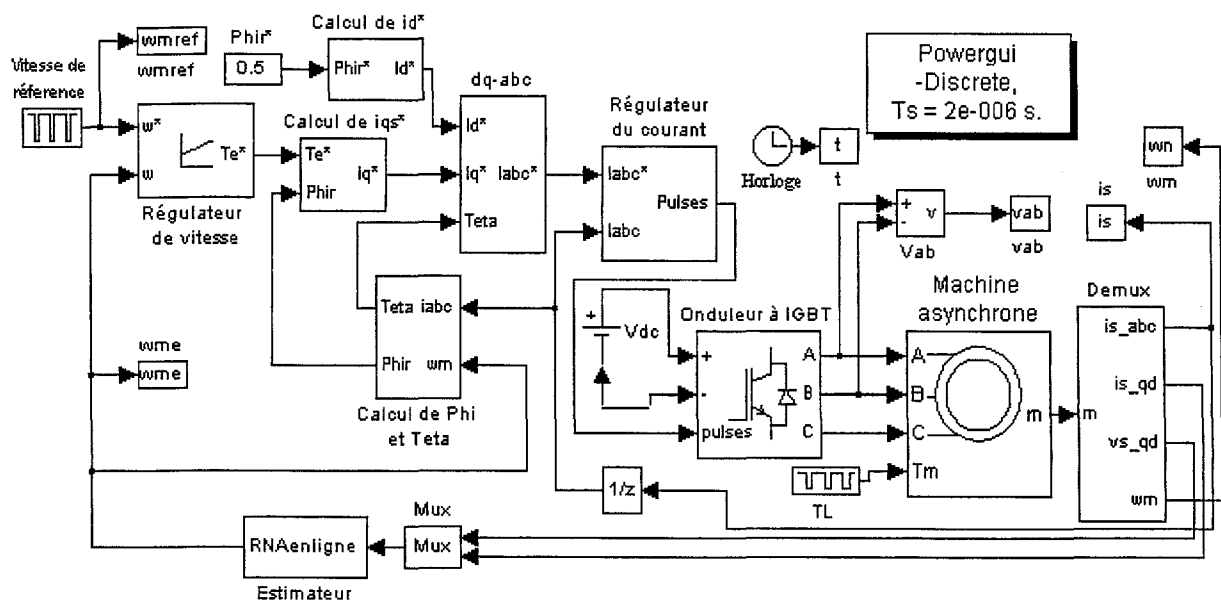 Vitesse de
réference
wmref
wmref
Phir*
0.5
Calcul de id*
Phir*
Id*
w*
w
Te*
Régulateur
de vitesse
Calcul de iqs*
Te*
Phir
iq*
dq-abc
Id*
Iq*
Iabc*
Teta
Régulateur
du courant
Iabc*
Pulses
Iabc
Powergui
-Discrete,
Ts = 2e-006 s.
Horloge
t
t
+
-
v
Vab
vab
vab
is
is
wn
wm
wme
wme
Teta
iabc
Phir
wm
Calcul de Phi
et Teta
+
Vdc
Onduleur à IGBT
+
-
pulses
A
B
C
Machine
asynchrone
A
B
C
Tm
m
TL
Demux
m
is_abc
is_qd
vs_qd
wm
1/z
RNAenligne
Estimateur
Mux
Mux